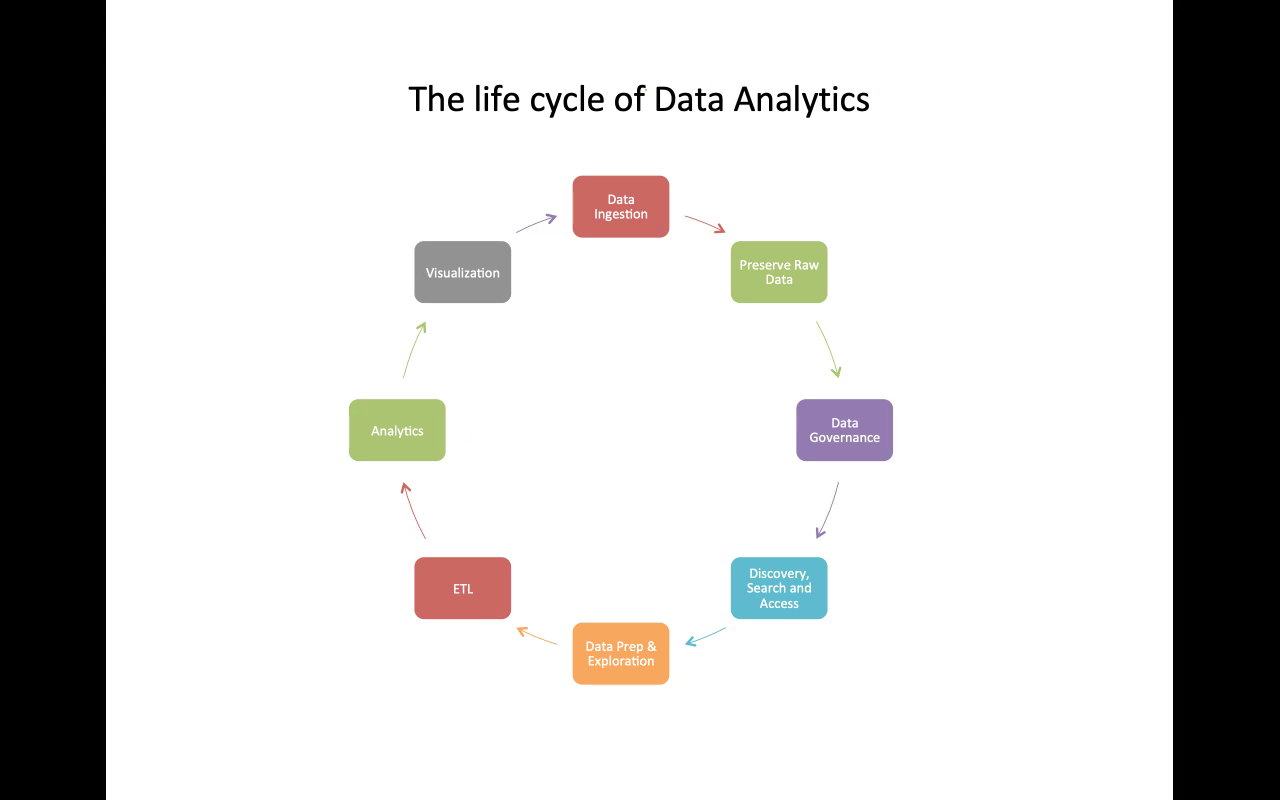 The life cycle of Data Analytics
Data
Ingestion
Preserve Raw
Data
Data
Governance
Discovery,
Search and
Access
Data Prep &
Exploration
ETL
Analytics
Visualization